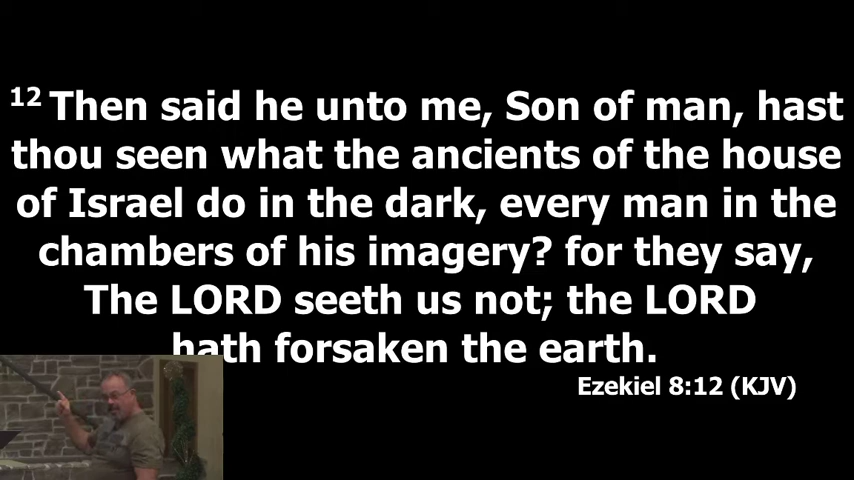 12 Then said he unto me, Son of man, hast
thou seen what the ancients of the house
of Israel do in the dark, every man in the
chambers of his imagery? for they say,
The LORD seeth us not; the LORD
hath forsaken the earth.
Ezekiel 8:12 (KJV)